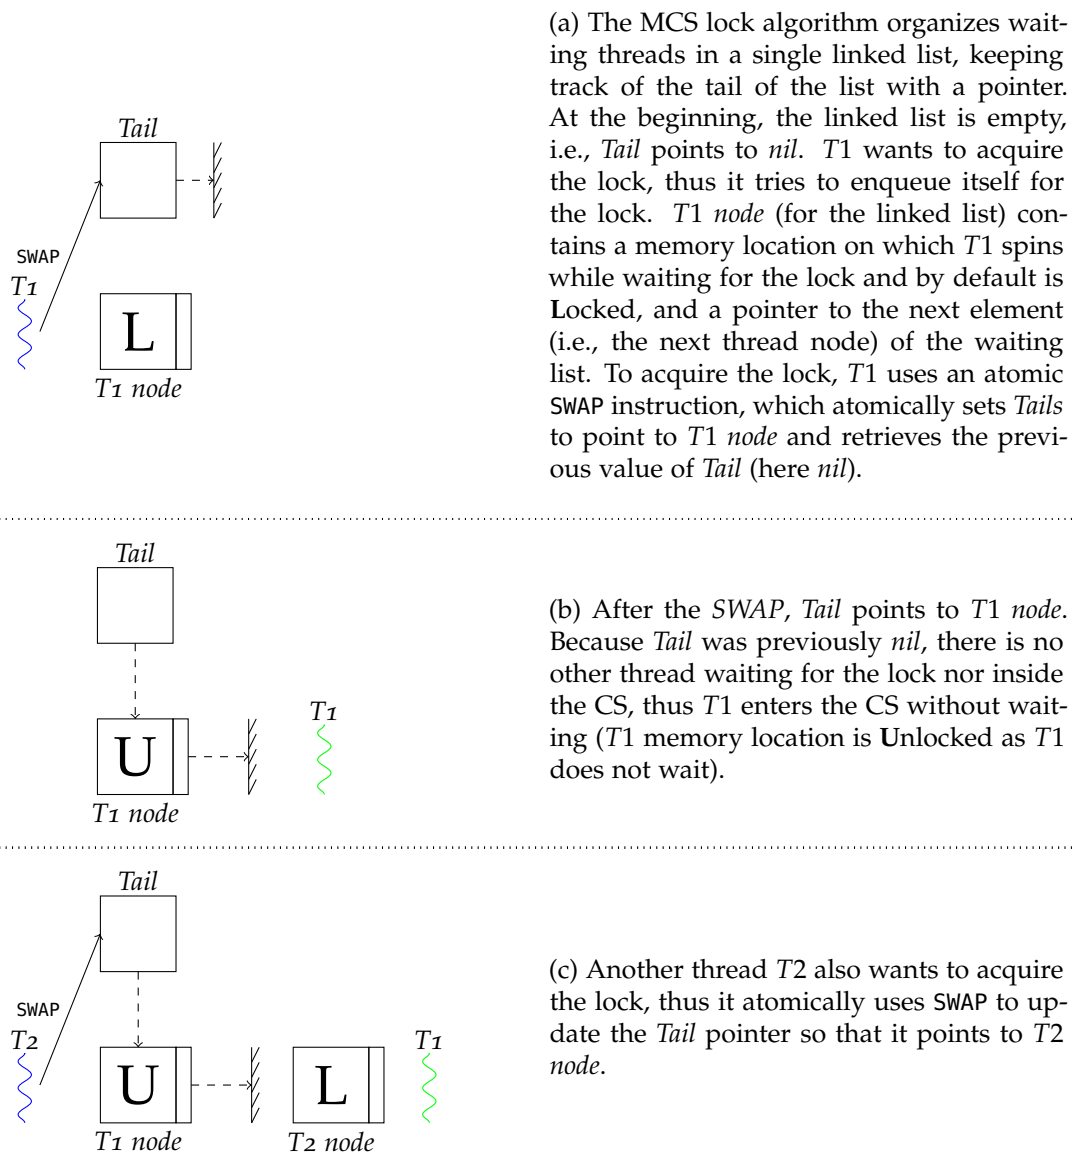 (a) The MCS lock algorithm organizes wait-
ing threads in a single linked list, keeping
track of the tail of the list with a pointer.
At the beginning, the linked list is empty,
i.e., Tail points to nil. T1 wants to acquire
the lock, thus it tries to enqueue itself for
the lock. T1 node (for the linked list) con-
tains a memory location on which T1 spins
while waiting for the lock and by default is
Locked, and a pointer to the next element
(i.e., the next thread node) of the waiting
list. To acquire the lock, T1 uses an atomic
SWAP instruction, which atomically sets Tails
to point to T1 node and retrieves the previ-
ous value of Tail (here nil).
Tail
SWAP
T1
L
T1 node
(b) After the SWAP, Tail points to T1 node.
Because Tail was previously nil, there is no
other thread waiting for the lock nor inside
the CS, thus T1 enters the CS without wait-
ing (T1 memory location is Unlocked as T1
does not wait).
Tail
T1
U
T1 node
(c) Another thread T2 also wants to acquire
the lock, thus it atomically uses SWAP to up-
date the Tail pointer so that it points to T2
node.
Tail
SWAP
T2
T1
U
L
T1 node
T2 node